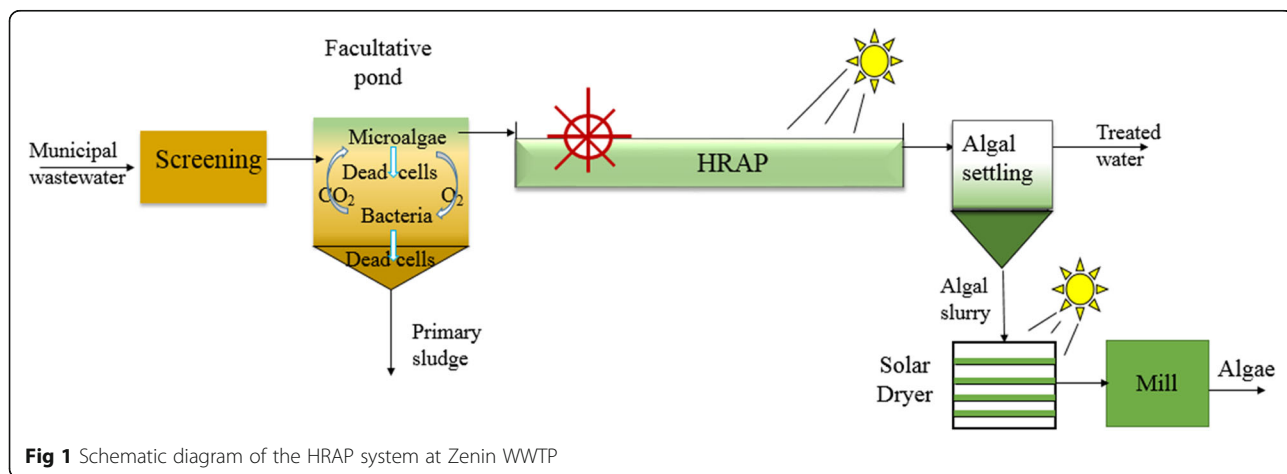 Facultative
pond
Municipal
wastewater
Screening
Microalgae
Dead cells
CO2
O2
Bacteria
Dead cells
Primary
sludge
HRAP
Algal
settling
Treated
water
Algal
slurry
Solar
Dryer
Mill
Algae
Fig 1 Schematic diagram of the HRAP system at Zenin WWTP